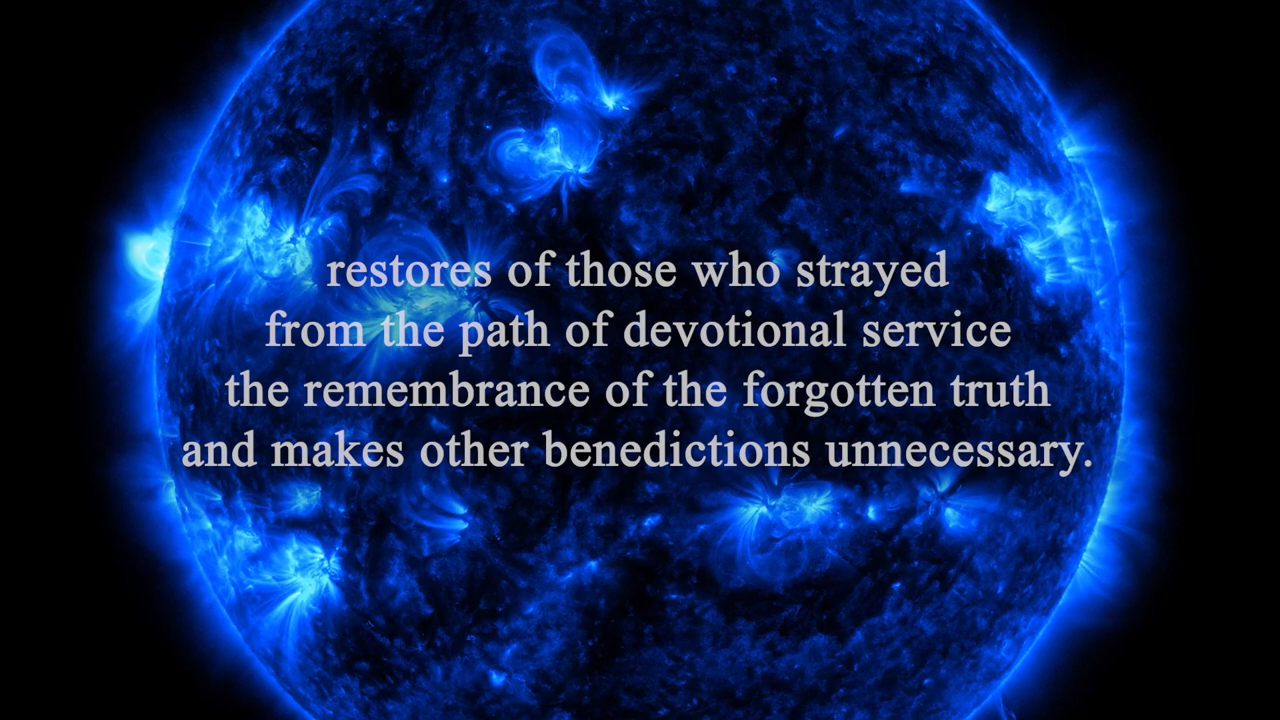 restores of those who strayed
from the path of devotional service
the remembrance of the forgotten truth
and makes other benedictions unnecessary.